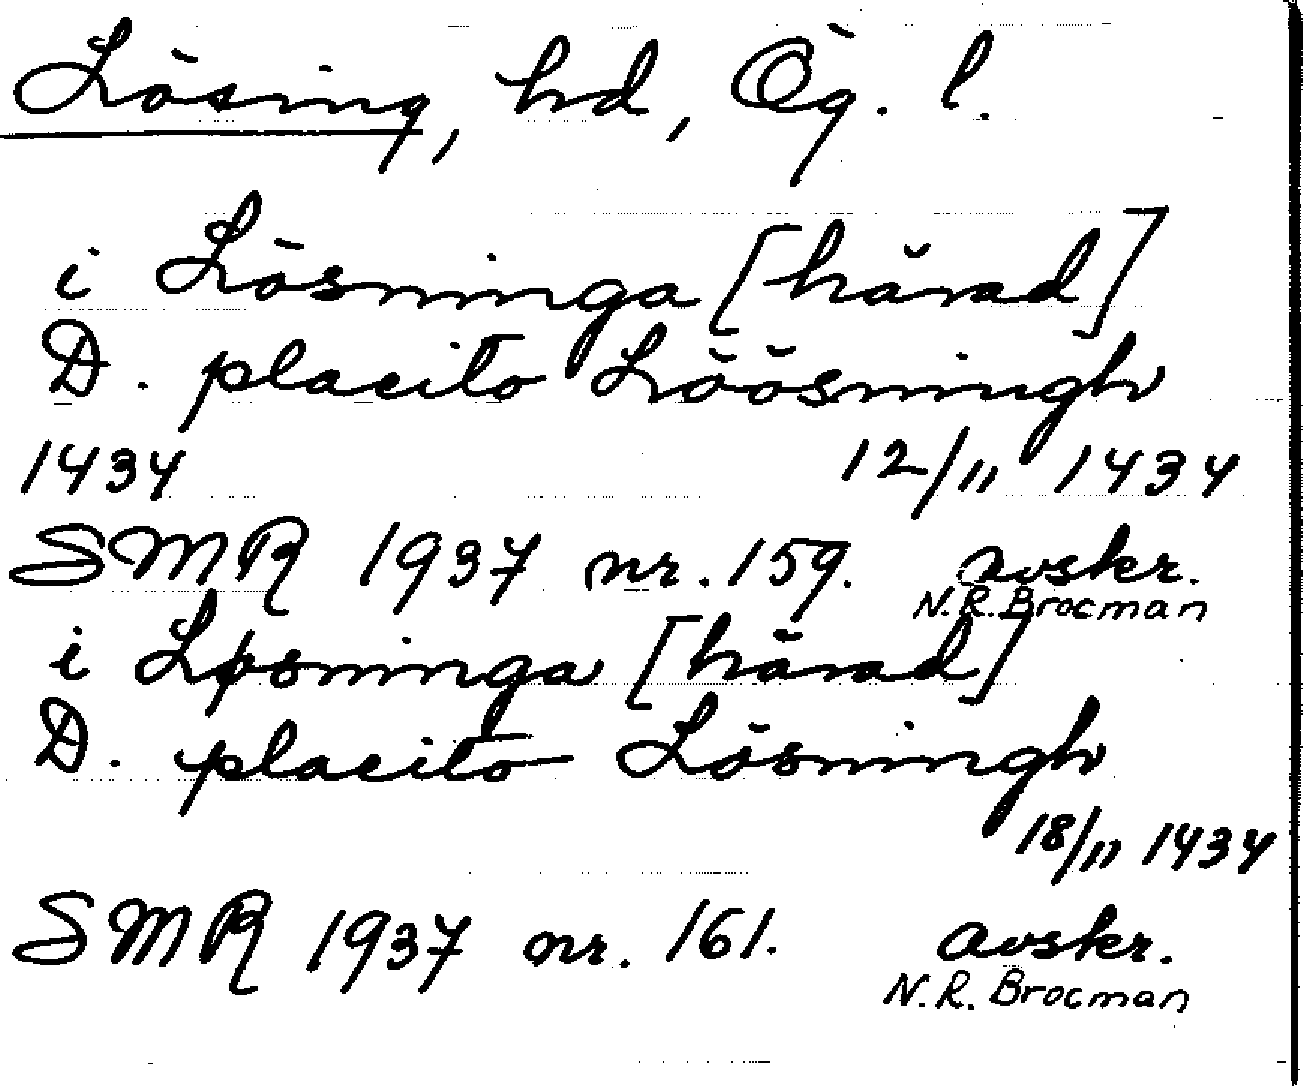 Lösing, hd, Ög. l.
i Lösninga [härad]
D. placito Löösningh
1434 12/11 1434
SMR 1937 nr. 159. avskr.
N. R. Brocman
i Løsninga [härad]
D. placito Lösningh
18/11 1434
SMR 1937 nr. 161. avskr.
N. R. Brocman